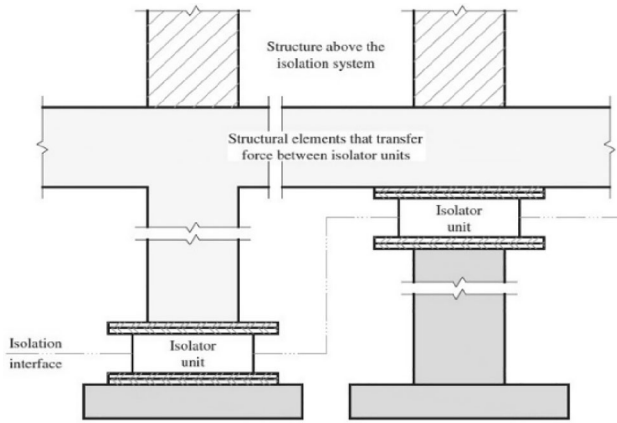 Structure above the
isolation system
Structural elements that transfer
force between isolator units
Isolator
unit
Isolation
interface
Isolator
unit